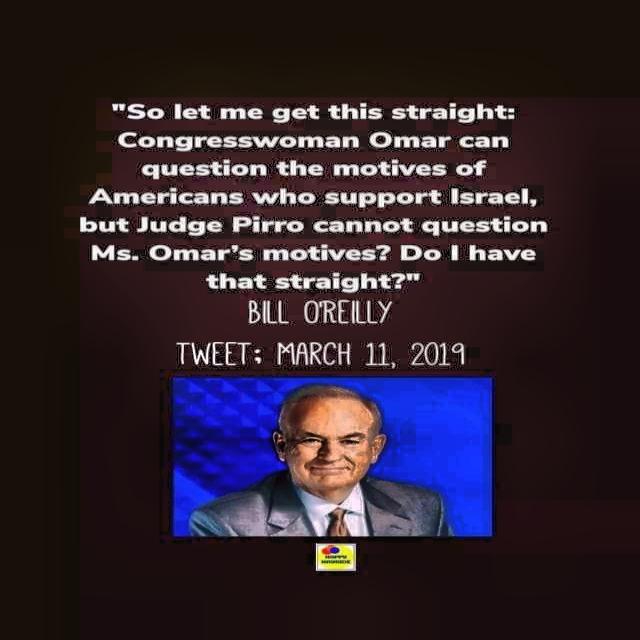 "So let me get this straight:
Congresswoman Omar can
question the motives of
Americans who support Israel,
but Judge Pirro cannot question
Ms. Omar's motives? Do I have
that straight?"
BILL O'REILLY
TWEET; MARCH 11, 2019
HAPPY